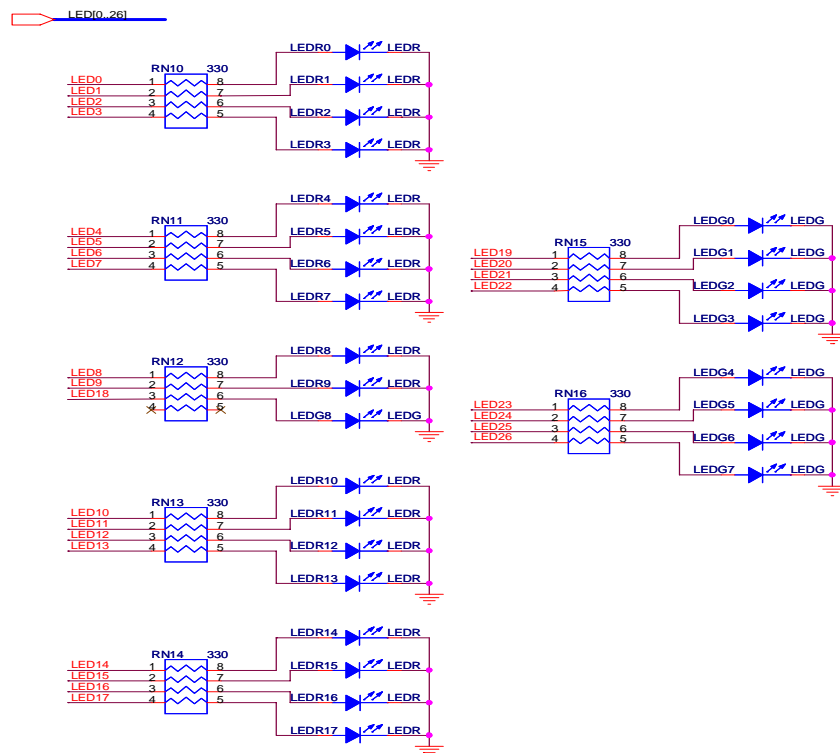 LED[0..26]
RN10 330
LED0 1 8 LEDR0 LEDR
LED1 2 7 LEDR1 LEDR
LED2 3 6 LEDR2 LEDR
LED3 4 5 LEDR3 LEDR
RN11 330
LED4 1 8 LEDR4 LEDR
LED5 2 7 LEDR5 LEDR
LED6 3 6 LEDR6 LEDR
LED7 4 5 LEDR7 LEDR
RN12 330
LED8 1 8 LEDR8 LEDR
LED9 2 7 LEDR9 LEDR
LED18 3 6 LEDG8 LEDG
4 5
RN13 330
LED10 1 8 LEDR10 LEDR
LED11 2 7 LEDR11 LEDR
LED12 3 6 LEDR12 LEDR
LED13 4 5 LEDR13 LEDR
RN14 330
LED14 1 8 LEDR14 LEDR
LED15 2 7 LEDR15 LEDR
LED16 3 6 LEDR16 LEDR
LED17 4 5 LEDR17 LEDR
RN15 330
LED19 1 8 LEDG0 LEDG
LED20 2 7 LEDG1 LEDG
LED21 3 6 LEDG2 LEDG
LED22 4 5 LEDG3 LEDG
RN16 330
LED23 1 8 LEDG4 LEDG
LED24 2 7 LEDG5 LEDG
LED25 3 6 LEDG6 LEDG
LED26 4 5 LEDG7 LEDG